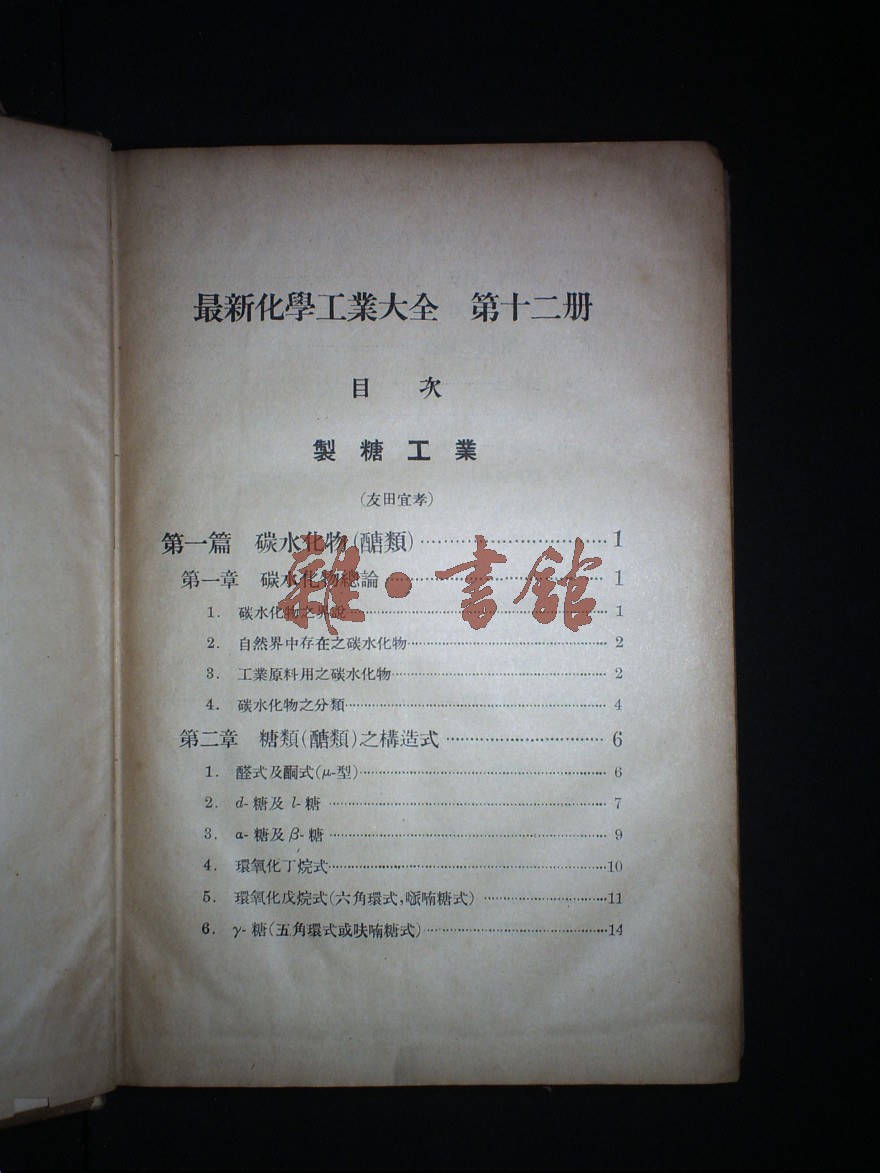 最新化學工業大全　第十二册
目　次
製糖工業
(友田宜孝)
第一篇　碳水化物(醣類)……………………1
第一章　碳水化物總論……………………1
1. 碳水化物之界說……………………1
2. 自然界中存在之碳水化物……………………2
3. 工業原料用之碳水化物……………………2
4. 碳水化物之分類……………………4
第二章　糖類(醣類)之構造式……………………6
1. 醛式及酮式(μ-型)……………………6
2. d-糖及 l-糖……………………7
3. α-糖及 β-糖……………………9
4. 環氧化丁烷式……………………10
5. 環氧化戊烷式(六角環式,哌喃糖式)……………………11
6. γ-糖(五角環式或呋喃糖式)……………………14
雜·書館